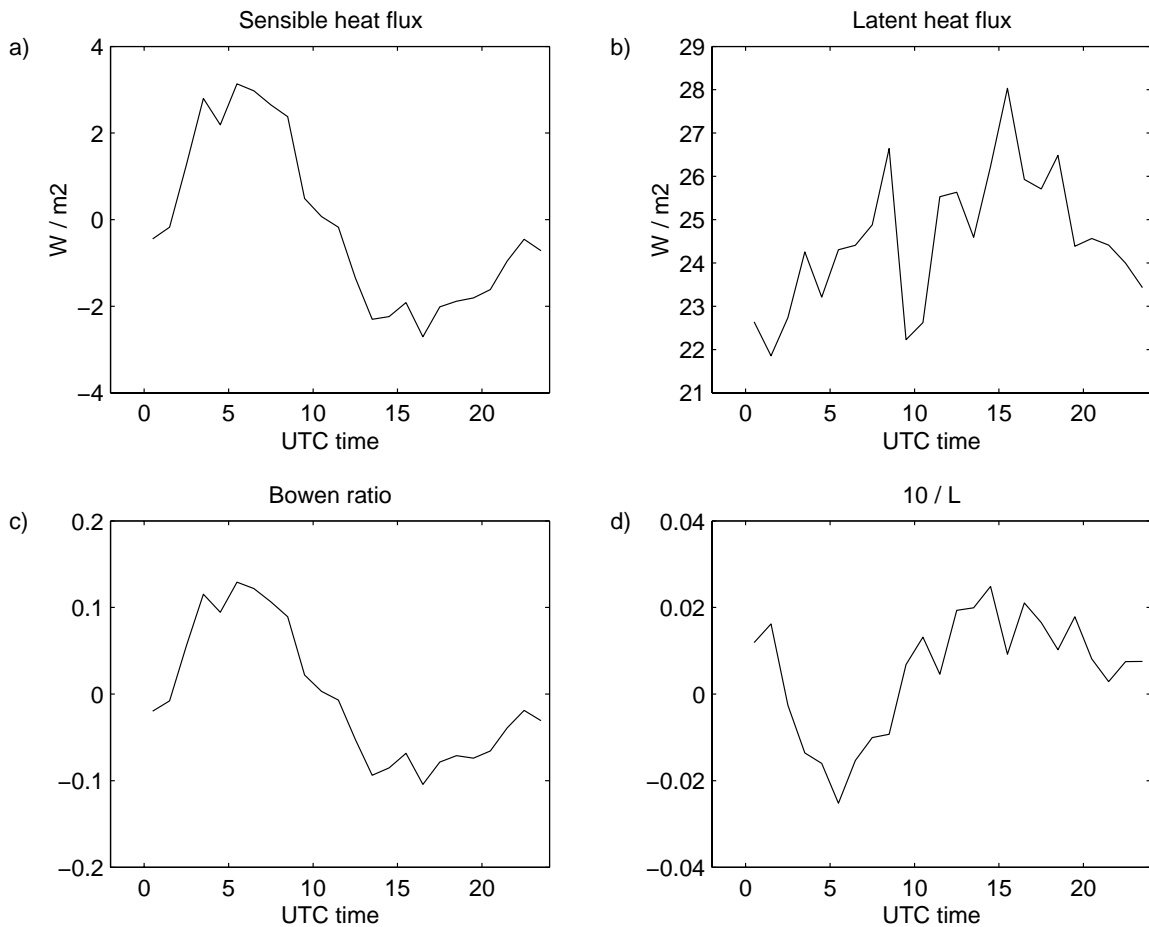 Sensible heat flux
a)
4
2
0
−2
−4
W / m2
0 5 10 15 20
UTC time
Latent heat flux
b)
29
28
27
26
25
24
23
22
21
W / m2
0 5 10 15 20
UTC time
Bowen ratio
c)
0.2
0.1
0
−0.1
−0.2
0 5 10 15 20
UTC time
10 / L
d)
0.04
0.02
0
−0.02
−0.04
0 5 10 15 20
UTC time